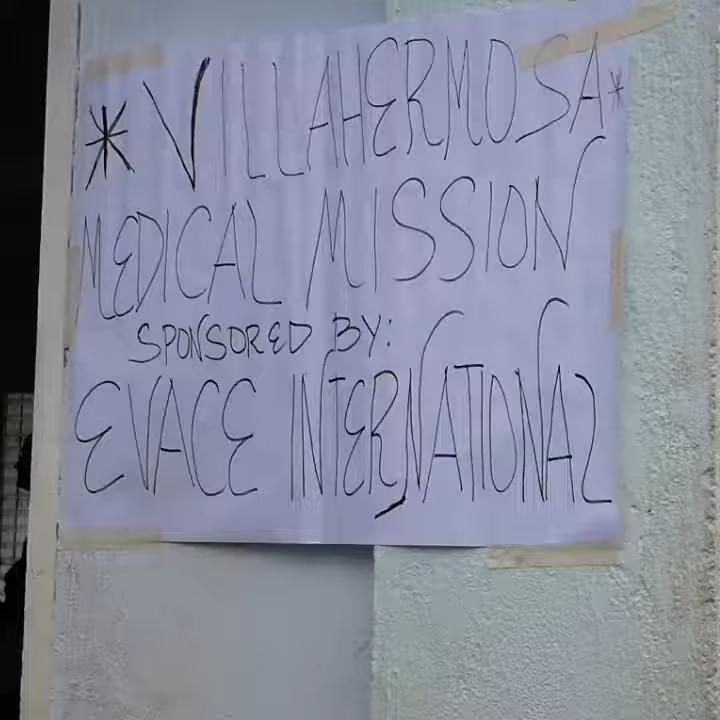 * VILLAHERMOSA *
MEDICAL MISSION
SPONSORED BY:
EVACE INTERNATIONAL